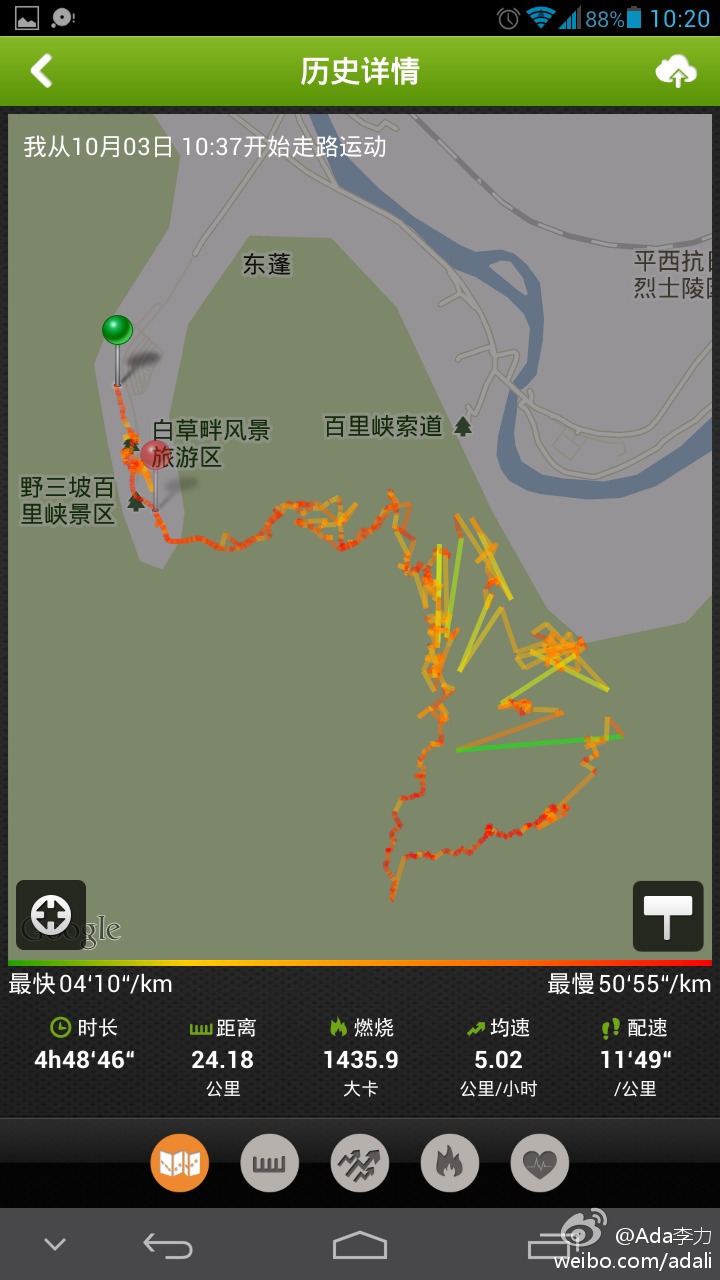 88% 10:20
历史详情
我从10月03日 10:37开始走路运动
东蓬
平西抗日
烈士陵园
白草畔风景
旅游区
百里峡索道
野三坡百
里峡景区
Google
最快04'10"/km
最慢50'55"/km
时长
距离
燃烧
均速
配速
4h48'46"
24.18
1435.9
5.02
11'49"
公里
大卡
公里/小时
/公里
@Ada李力
weibo.com/adali